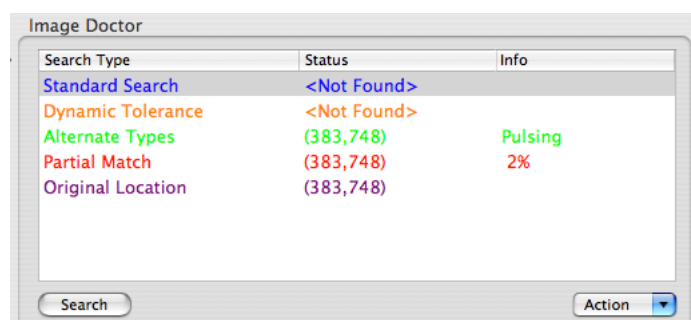 Image Doctor
Search Type Status Info
Standard Search <Not Found>
Dynamic Tolerance <Not Found>
Alternate Types (383,748) Pulsing
Partial Match (383,748) 2%
Original Location (383,748)
Search Action